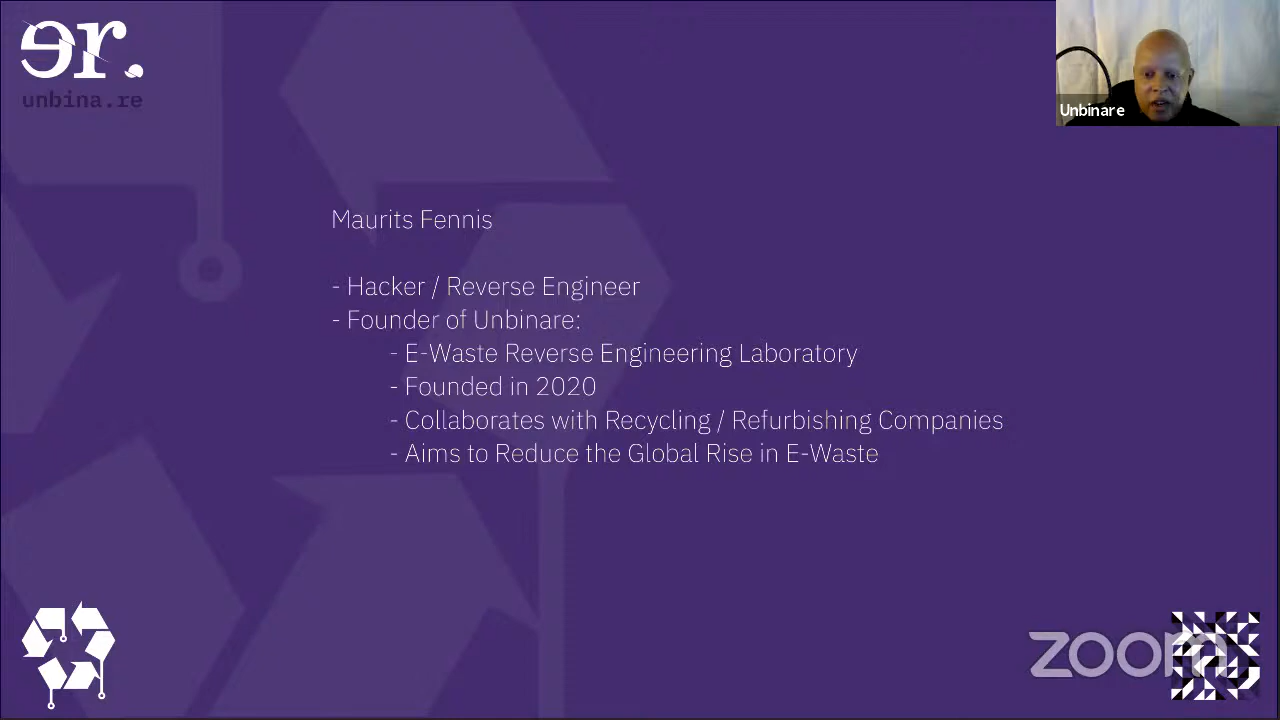 er.
unbina.re
Unbinare
Maurits Fennis
- Hacker / Reverse Engineer
- Founder of Unbinare:
- E-Waste Reverse Engineering Laboratory
- Founded in 2020
- Collaborates with Recycling / Refurbishing Companies
- Aims to Reduce the Global Rise in E-Waste
zoom